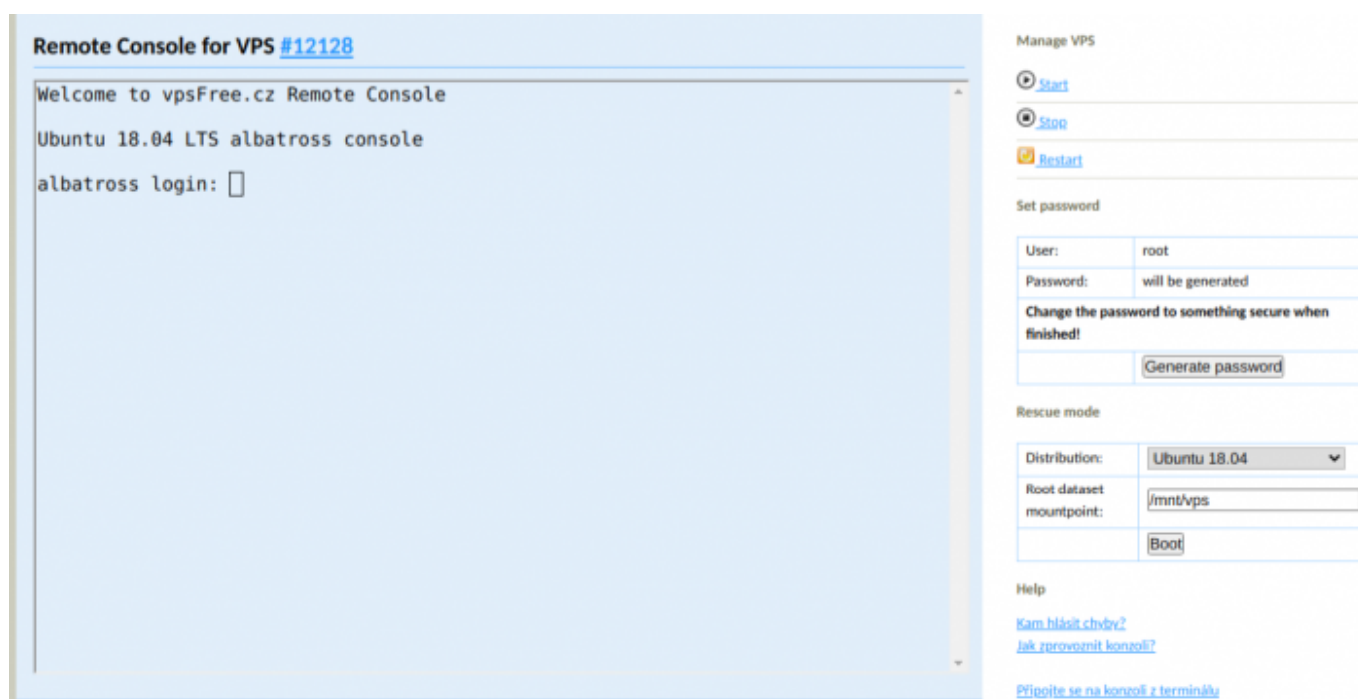 Remote Console for VPS #12128
Welcome to vpsFree.cz Remote Console
Ubuntu 18.04 LTS albatross console
albatross login:
Manage VPS
Start
Stop
Restart
Set password
User: root
Password: will be generated
Change the password to something secure when
finished!
Generate password
Rescue mode
Distribution: Ubuntu 18.04
Root dataset
mountpoint: /mnt/vps
Boot
Help
Kam hlásit chyby?
Jak zprovoznit konzoli?
Připojte se na konzoli z terminálu